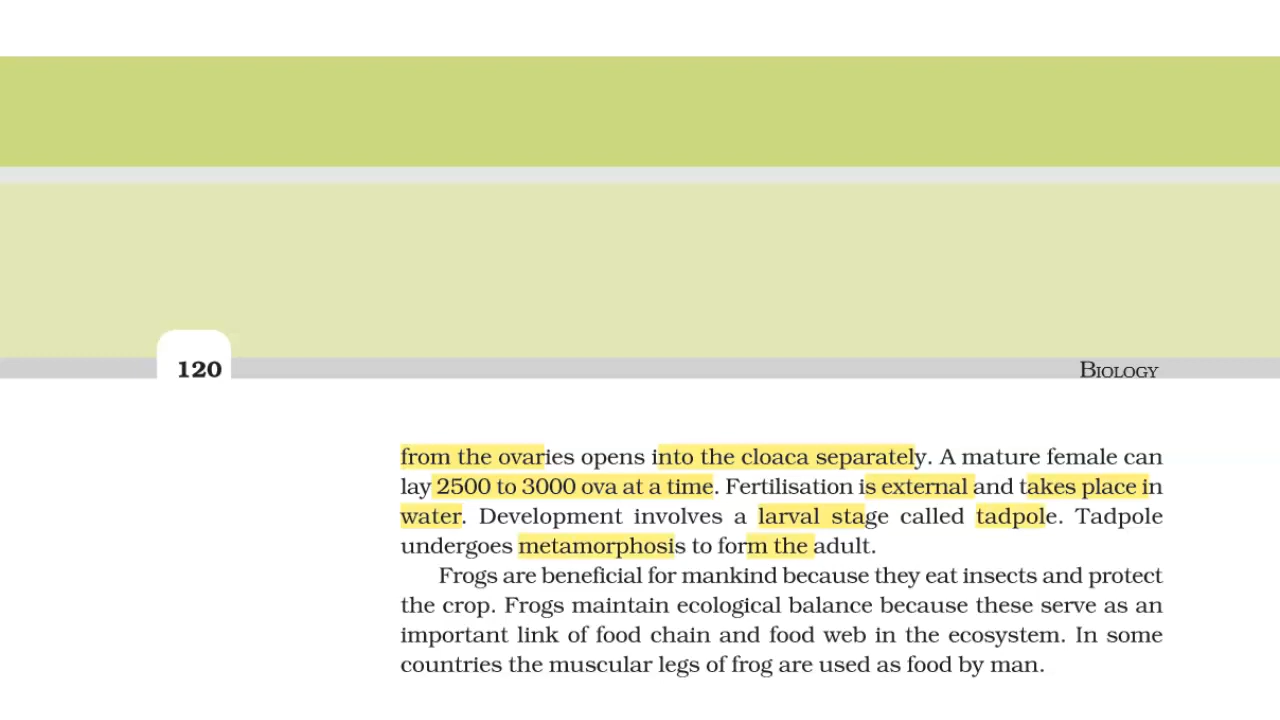 120
BIOLOGY
from the ovaries opens into the cloaca separately. A mature female can
lay 2500 to 3000 ova at a time. Fertilisation is external and takes place in
water. Development involves a larval stage called tadpole. Tadpole
undergoes metamorphosis to form the adult.
Frogs are beneficial for mankind because they eat insects and protect
the crop. Frogs maintain ecological balance because these serve as an
important link of food chain and food web in the ecosystem. In some
countries the muscular legs of frog are used as food by man.